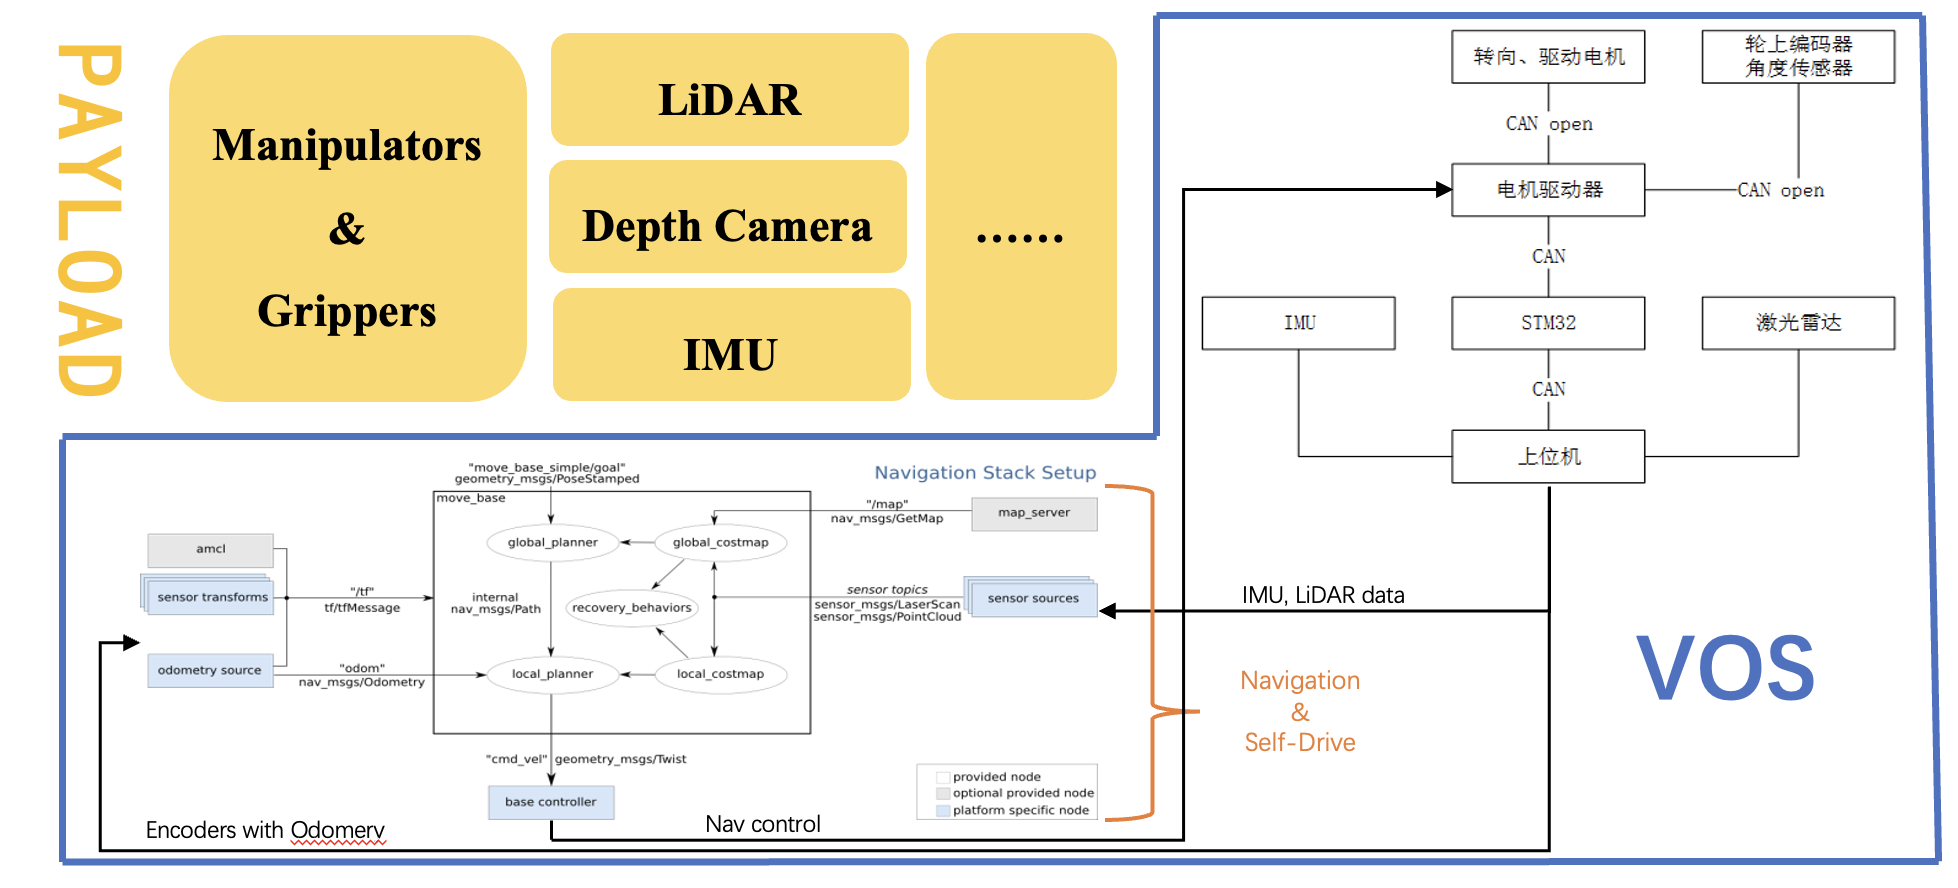 PAYLOAD
Manipulators
&
Grippers
LiDAR
Depth Camera
IMU
......
转向、驱动电机
轮上编码器
角度传感器
CAN open
电机驱动器
CAN open
CAN
IMU
STM32
激光雷达
CAN
上位机
"move_base_simple/goal"
geometry_msgs/PoseStamped
Navigation Stack Setup
move_base
"/map"
nav_msgs/GetMap
map_server
global_planner
global_costmap
amcl
sensor transforms
"/tf"
tf/tfMessage
internal
nav_msgs/Path
recovery_behaviors
sensor topics
sensor_msgs/LaserScan
sensor_msgs/PointCloud
sensor sources
IMU, LiDAR data
odometry source
"odom"
nav_msgs/Odometry
local_planner
local_costmap
Navigation
&
Self-Drive
VOS
"cmd_vel" geometry_msgs/Twist
base controller
provided node
optional provided node
platform specific node
Encoders with Odomerv
Nav control